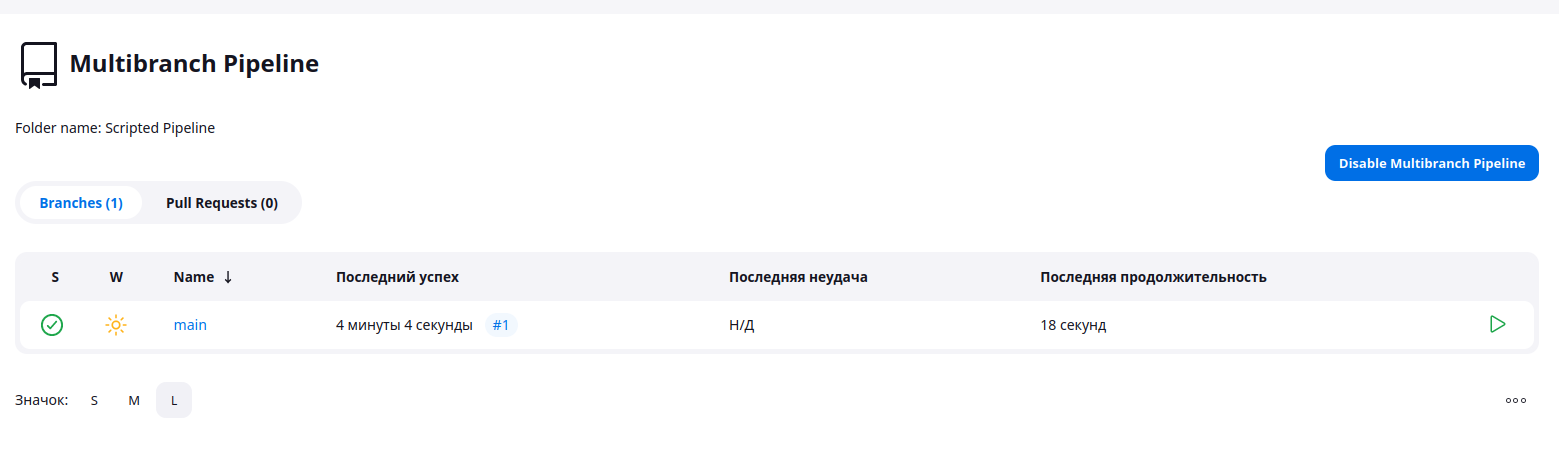 Multibranch Pipeline
Folder name: Scripted Pipeline
Disable Multibranch Pipeline
Branches (1) Pull Requests (0)
S W Name ↓ Последний успех Последняя неудача Последняя продолжительность
main 4 минуты 4 секунды #1 Н/Д 18 секунд
Значок: S M L